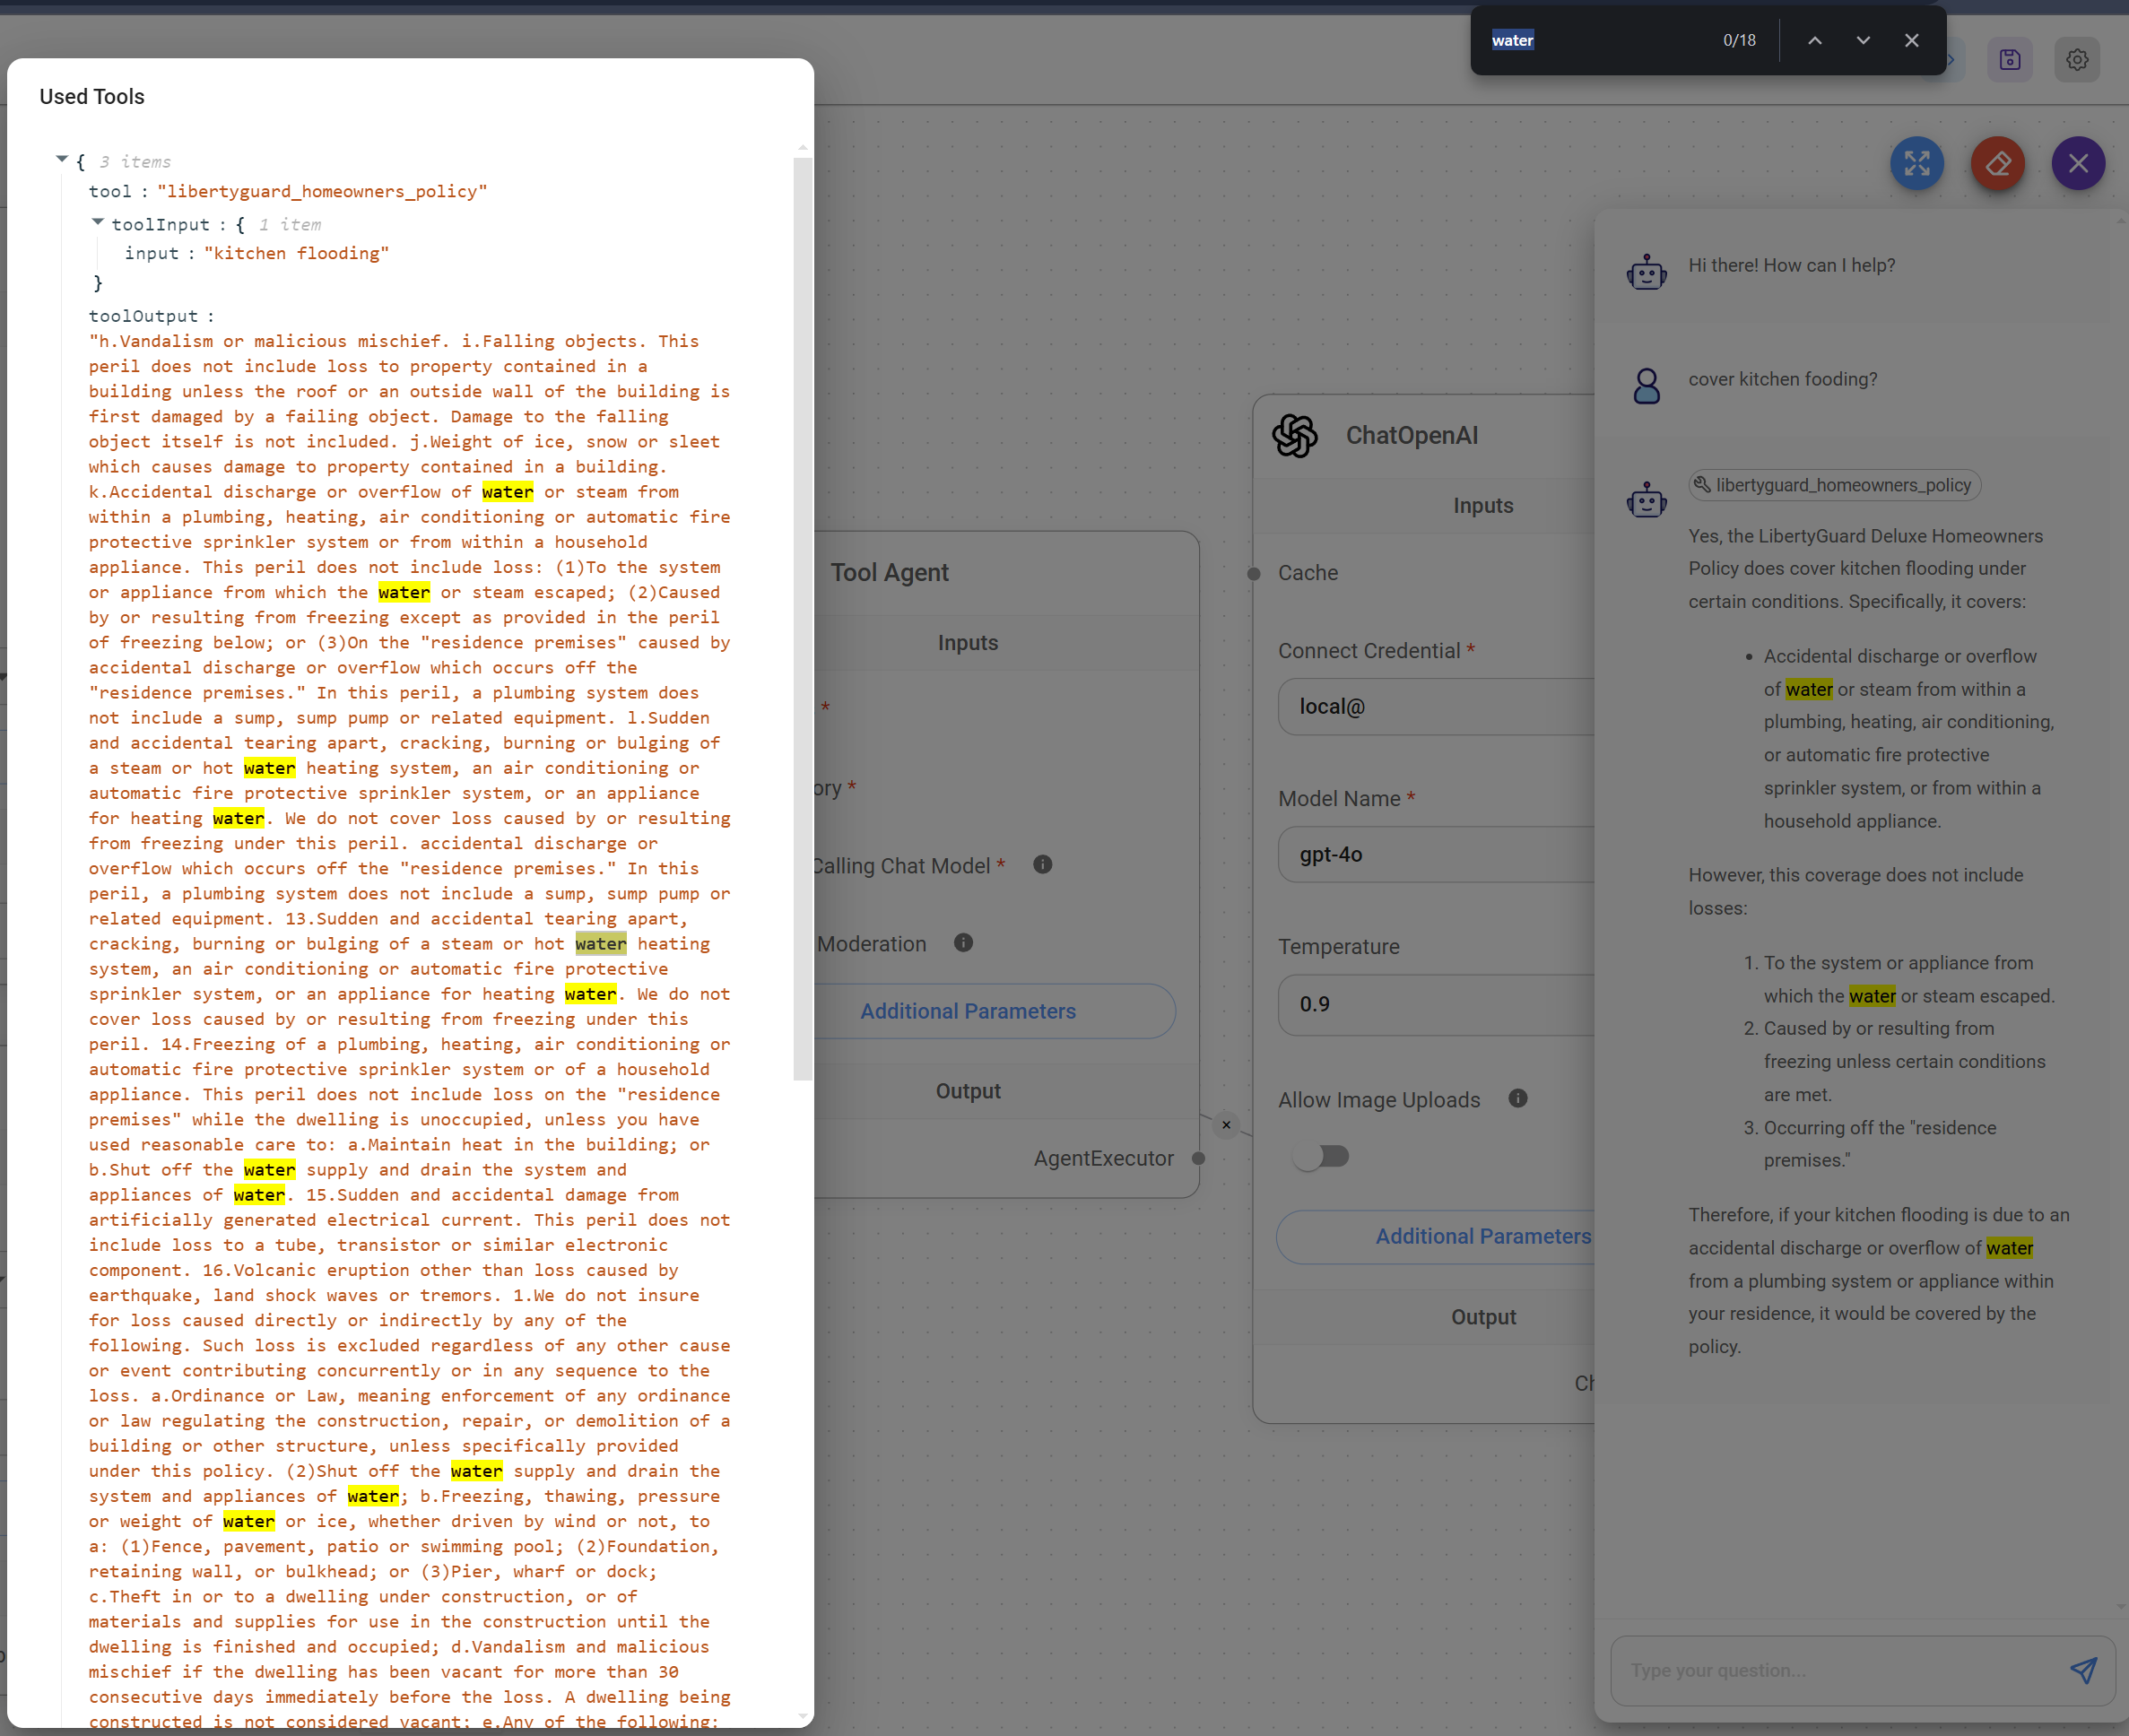 water
0/18
Used Tools
{ 3 items
tool : "libertyguard_homeowners_policy"
toolInput : { 1 item
input : "kitchen flooding"
}
toolOutput :
"h.Vandalism or malicious mischief. i.Falling objects. This
peril does not include loss to property contained in a
building unless the roof or an outside wall of the building is
first damaged by a failing object. Damage to the falling
object itself is not included. j.Weight of ice, snow or sleet
which causes damage to property contained in a building.
k.Accidental discharge or overflow of water or steam from
within a plumbing, heating, air conditioning or automatic fire
protective sprinkler system or from within a household
appliance. This peril does not include loss: (1)To the system
or appliance from which the water or steam escaped; (2)Caused
by or resulting from freezing except as provided in the peril
of freezing below; or (3)On the "residence premises" caused by
accidental discharge or overflow which occurs off the
"residence premises." In this peril, a plumbing system does
not include a sump, sump pump or related equipment. l.Sudden
and accidental tearing apart, cracking, burning or bulging of
a steam or hot water heating system, an air conditioning or
automatic fire protective sprinkler system, or an appliance
for heating water. We do not cover loss caused by or resulting
from freezing under this peril. accidental discharge or
overflow which occurs off the "residence premises." In this
peril, a plumbing system does not include a sump, sump pump or
related equipment. 13.Sudden and accidental tearing apart,
cracking, burning or bulging of a steam or hot water heating
system, an air conditioning or automatic fire protective
sprinkler system, or an appliance for heating water. We do not
cover loss caused by or resulting from freezing under this
peril. 14.Freezing of a plumbing, heating, air conditioning or
automatic fire protective sprinkler system or of a household
appliance. This peril does not include loss on the "residence
premises" while the dwelling is unoccupied, unless you have
used reasonable care to: a.Maintain heat in the building; or
b.Shut off the water supply and drain the system and
appliances of water. 15.Sudden and accidental damage from
artificially generated electrical current. This peril does not
include loss to a tube, transistor or similar electronic
component. 16.Volcanic eruption other than loss caused by
earthquake, land shock waves or tremors. 1.We do not insure
for loss caused directly or indirectly by any of the
following. Such loss is excluded regardless of any other cause
or event contributing concurrently or in any sequence to the
loss. a.Ordinance or Law, meaning enforcement of any ordinance
or law regulating the construction, repair, or demolition of a
building or other structure, unless specifically provided
under this policy. (2)Shut off the water supply and drain the
system and appliances of water; b.Freezing, thawing, pressure
or weight of water or ice, whether driven by wind or not, to
a: (1)Fence, pavement, patio or swimming pool; (2)Foundation,
retaining wall, or bulkhead; or (3)Pier, wharf or dock;
c.Theft in or to a dwelling under construction, or of
materials and supplies for use in the construction until the
dwelling is finished and occupied; d.Vandalism and malicious
mischief if the dwelling has been vacant for more than 30
consecutive days immediately before the loss. A dwelling being
constructed is not considered vacant; e.Any of the following:
Tool Agent
Inputs
*
ory *
Calling Chat Model *
Moderation
Additional Parameters
Output
AgentExecutor
ChatOpenAI
Inputs
Cache
Connect Credential *
local@
Model Name *
gpt-4o
Temperature
0.9
Allow Image Uploads
Additional Parameters
Output
Ch
Hi there! How can I help?
cover kitchen fooding?
libertyguard_homeowners_policy
Yes, the LibertyGuard Deluxe Homeowners
Policy does cover kitchen flooding under
certain conditions. Specifically, it covers:
• Accidental discharge or overflow
of water or steam from within a
plumbing, heating, air conditioning,
or automatic fire protective
sprinkler system, or from within a
household appliance.
However, this coverage does not include
losses:
1. To the system or appliance from
which the water or steam escaped.
2. Caused by or resulting from
freezing unless certain conditions
are met.
3. Occurring off the "residence
premises."
Therefore, if your kitchen flooding is due to an
accidental discharge or overflow of water
from a plumbing system or appliance within
your residence, it would be covered by the
policy.
Type your question...